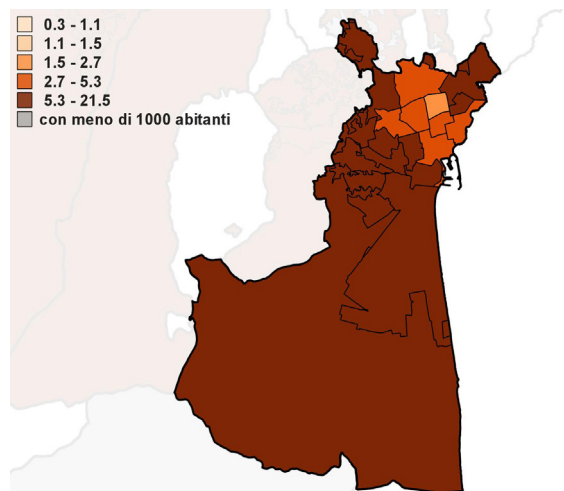 0.3 - 1.1
1.1 - 1.5
1.5 - 2.7
2.7 - 5.3
5.3 - 21.5
con meno di 1000 abitanti